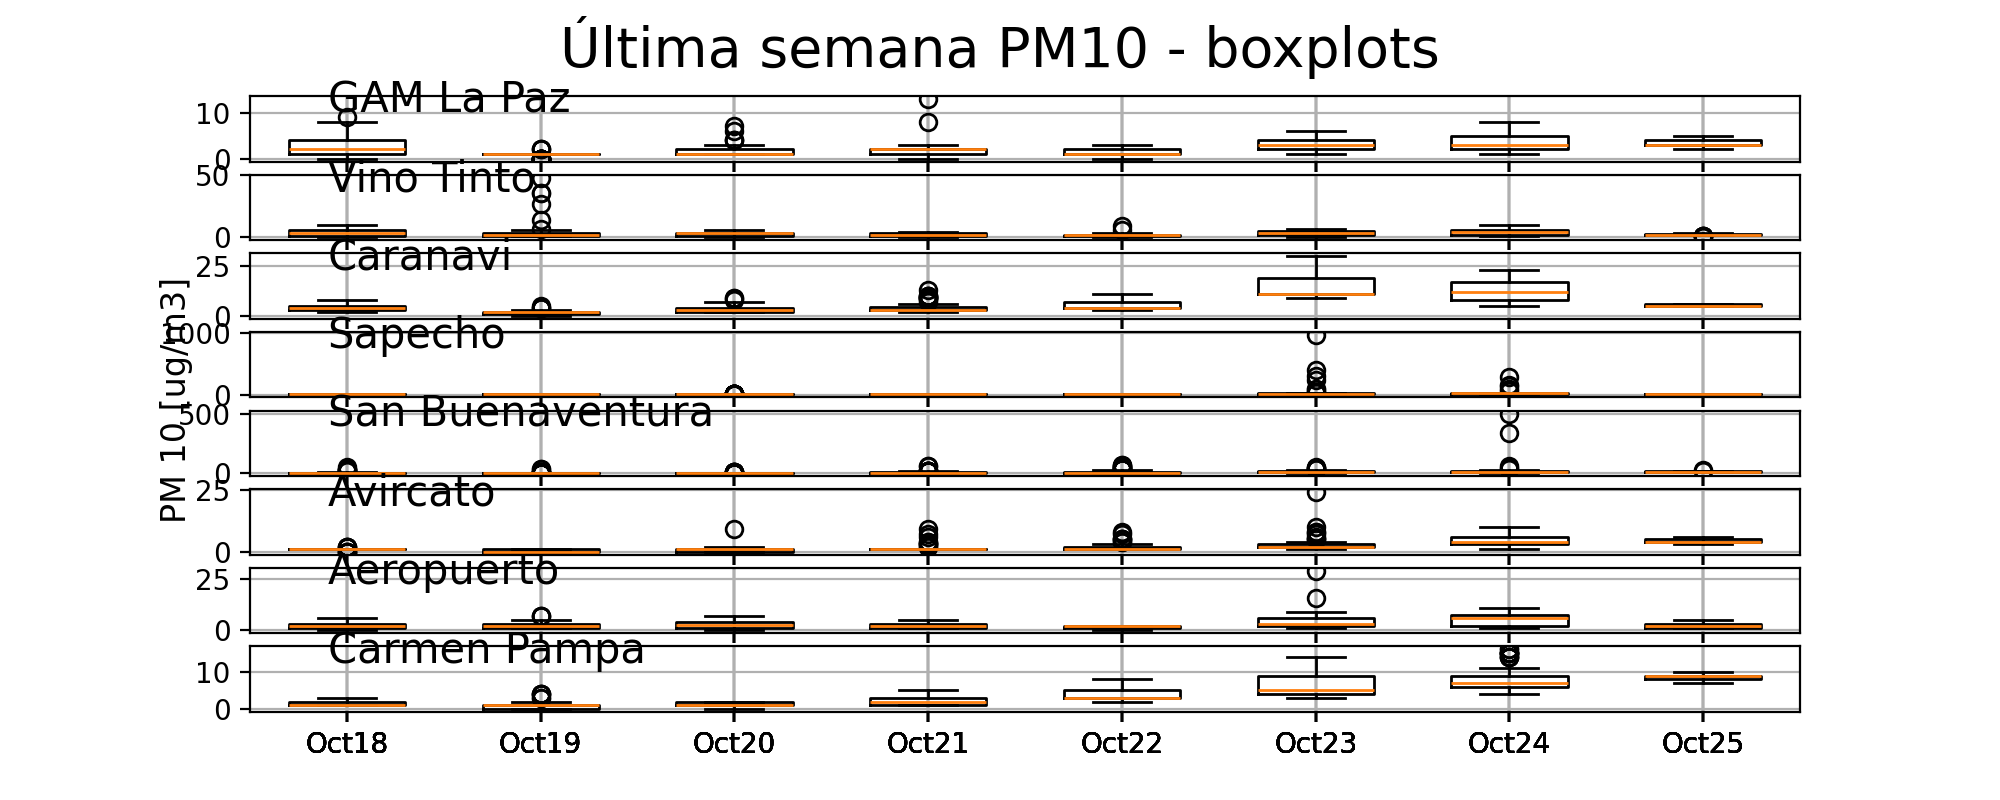 Última semana PM10 - boxplots
GAM La Paz
10
0
Vino Tinto
50
0
Caranavi
25
0
Sapecho
1000
0
San Buenaventura
500
0
Avircato
25
0
Aeropuerto
25
0
Carmen Pampa
10
0
PM 10 [ug/m3]
Oct18 Oct19 Oct20 Oct21 Oct22 Oct23 Oct24 Oct25